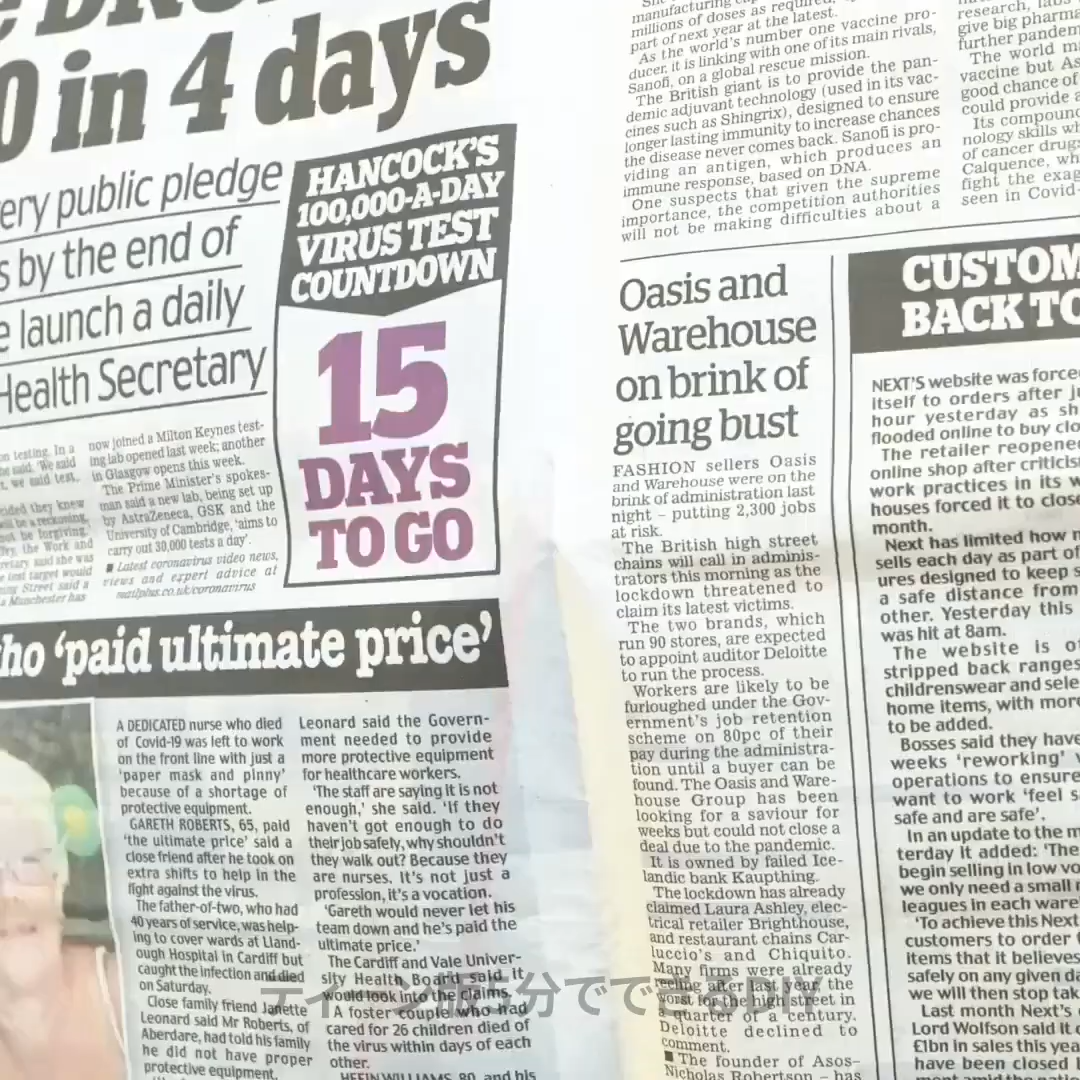 0 in 4 days
ery public pledge
s by the end of
e launch a daily
Health Secretary
HANCOCK'S
100,000-A-DAY
VIRUS TEST
COUNTDOWN
15
DAYS
TO GO
on testing. In a
he said: 'We said
t, we said test,
now joined a Milton Keynes test-
ing lab opened last week; another
in Glasgow opens this week.
The Prime Minister's spokes-
man said a new lab, being set up
by AstraZeneca, GSK and the
University of Cambridge, 'aims to
carry out 30,000 tests a day'.
■ Latest coronavirus video news,
views and expert advice at
mailplus.co.uk/coronavirus
ho 'paid ultimate price'
A DEDICATED nurse who died
of Covid-19 was left to work
on the front line with just a
'paper mask and pinny'
because of a shortage of
protective equipment.
GARETH ROBERTS, 65, paid
'the ultimate price' said a
close friend after he took on
extra shifts to help in the
fight against the virus.
The father-of-two, who had
40 years of service, was help-
ing to cover wards at Lland-
ough Hospital in Cardiff but
caught the infection and died
on Saturday.
Close family friend Janette
Leonard said Mr Roberts, of
Aberdare, had told his family
he did not have proper
protective equipment.
Leonard said the Govern-
ment needed to provide
more protective equipment
for healthcare workers.
'The staff are saying it is not
enough,' she said. 'If they
haven't got enough to do
their job safely, why shouldn't
they walk out? Because they
are nurses. It's not just a
profession, it's a vocation.
'Gareth would never let his
team down and he's paid the
ultimate price.'
The Cardiff and Vale Univer-
sity Health Board said it
would look into the claims.
A foster couple who had
cared for 26 children died of
the virus within days of each
other.
HEFIN WILLIAMS, 80, and his
manufacturing
millions of doses as required,
part of next year at the latest.
As the world's number one vaccine pro-
ducer, it is linking with one of its main rivals,
Sanofi, on a global rescue mission.
The British giant is to provide the pan-
demic adjuvant technology (used in its vac-
cines such as Shingrix), designed to ensure
longer lasting immunity to increase chances
the disease never comes back. Sanofi is pro-
viding an antigen, which produces an
immune response, based on DNA.
One suspects that given the supreme
importance, the competition authorities
will not be making difficulties about a
research, labs
give big pharma
further pandem
The world m
vaccine but As
good chance of
could provide a
Its compoun
nology skills wh
of cancer drug
Calquence, wh
fight the exag
seen in Covid-
Oasis and
Warehouse
on brink of
going bust
FASHION sellers Oasis
and Warehouse were on the
brink of administration last
night – putting 2,300 jobs
at risk.
The British high street
chains will call in adminis-
trators this morning as the
lockdown threatened to
claim its latest victims.
The two brands, which
run 90 stores, are expected
to appoint auditor Deloitte
to run the process.
Workers are likely to be
furloughed under the Gov-
ernment's job retention
scheme on 80pc of their
pay during the administra-
tion until a buyer can be
found. The Oasis and Ware-
house Group has been
looking for a saviour for
weeks but could not close a
deal due to the pandemic.
It is owned by failed Ice-
landic bank Kaupthing.
The lockdown has already
claimed Laura Ashley, elec-
trical retailer Brighthouse,
and restaurant chains Car-
luccio's and Chiquito.
Many firms were already
reeling after last year the
worst for the high street in
a quarter of a century.
Deloitte declined to
comment.
■ The founder of Asos-
Nicholas Robertson – has
CUSTOM
BACK TO
NEXT'S website was force
itself to orders after j
hour yesterday as sh
flooded online to buy clo
The retailer reopene
online shop after criticis
work practices in its w
houses forced it to close
month.
Next has limited how m
sells each day as part of
ures designed to keep s
a safe distance from
other. Yesterday this
was hit at 8am.
The website is o
stripped back ranges
childrenswear and sele
home items, with more
to be added.
Bosses said they have
weeks 'reworking'
operations to ensure
want to work 'feel s
safe and are safe'.
In an update to the m
terday it added: 'The
begin selling in low vo
we only need a small n
leagues in each ware
'To achieve this Next
customers to order
items that it believes
safely on any given da
we will then stop tak
Last month Next's
Lord Wolfson said it c
£1bn in sales this yea
have been closed